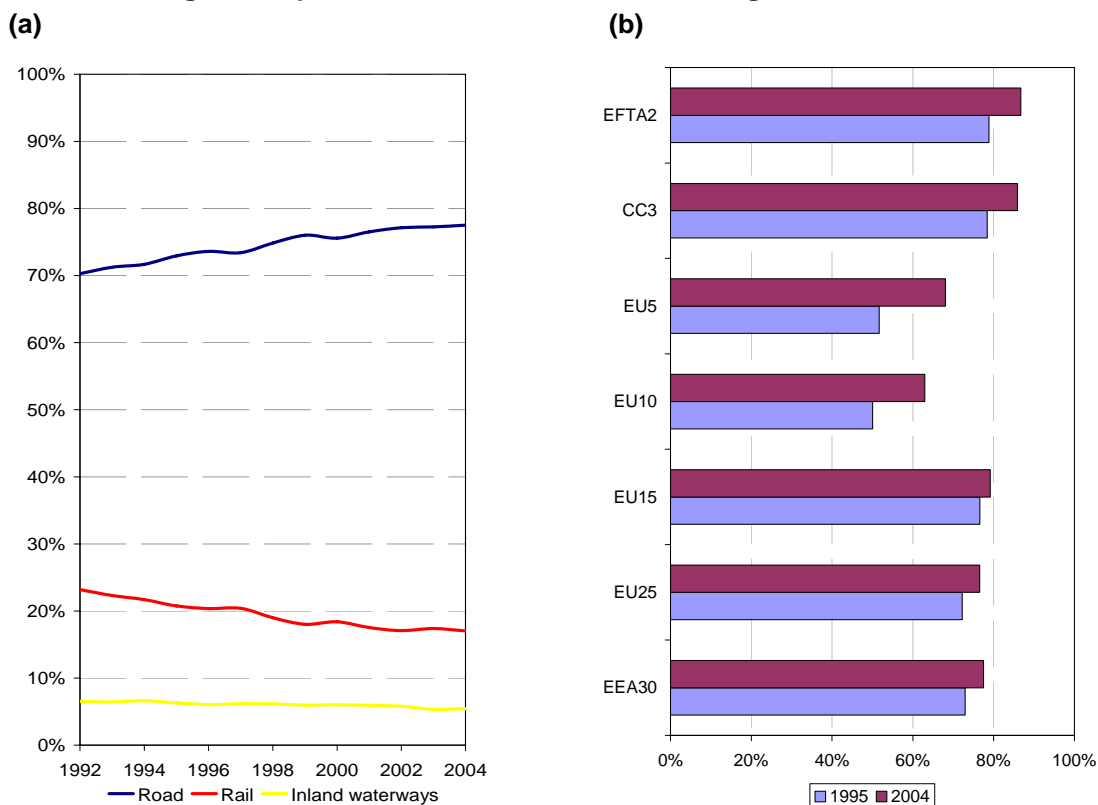 (a)
100%
90%
80%
70%
60%
50%
40%
30%
20%
10%
0%
1992 1994 1996 1998 2000 2002 2004
Road Rail Inland waterways
(b)
EFTA2
CC3
EU5
EU10
EU15
EU25
EEA30
0% 20% 40% 60% 80% 100%
1995 2004